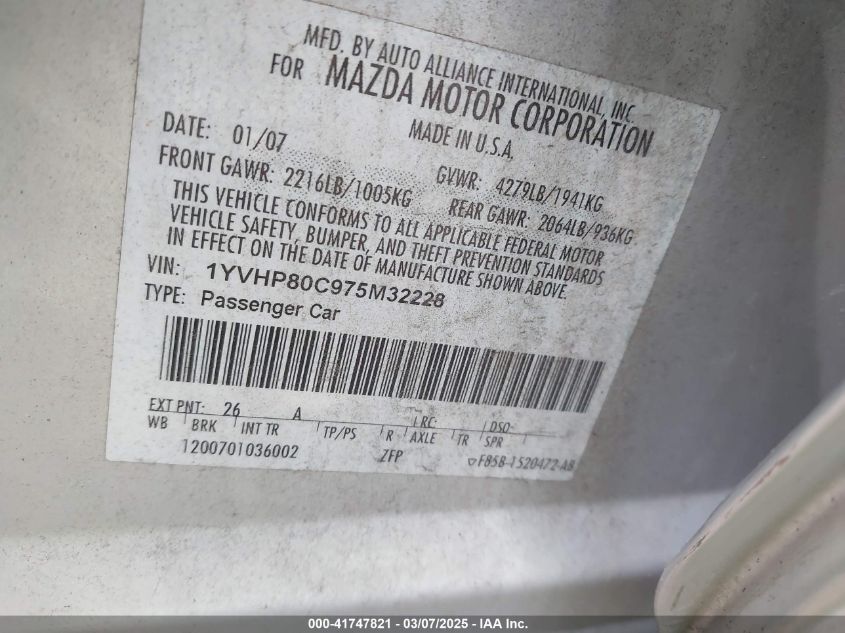 MFD. BY AUTO ALLIANCE INTERNATIONAL, INC.
FOR MAZDA MOTOR CORPORATION
MADE IN U.S.A.
DATE: 01/07 GVWR: 4279LB/1941KG
FRONT GAWR: 2216LB/1005KG REAR GAWR: 2064LB/936KG
THIS VEHICLE CONFORMS TO ALL APPLICABLE FEDERAL MOTOR
VEHICLE SAFETY, BUMPER, AND THEFT PREVENTION STANDARDS
IN EFFECT ON THE DATE OF MANUFACTURE SHOWN ABOVE.
VIN: 1YVHP80C975M32228
TYPE: Passenger Car
EXT PNT: 26 A RC: DSO:
WB BRK INT TR TP/PS R AXLE TR SPR
1200701036002 ZFP F85B-1520472-AB
000-41747821 - 03/07/2025 - IAA Inc.